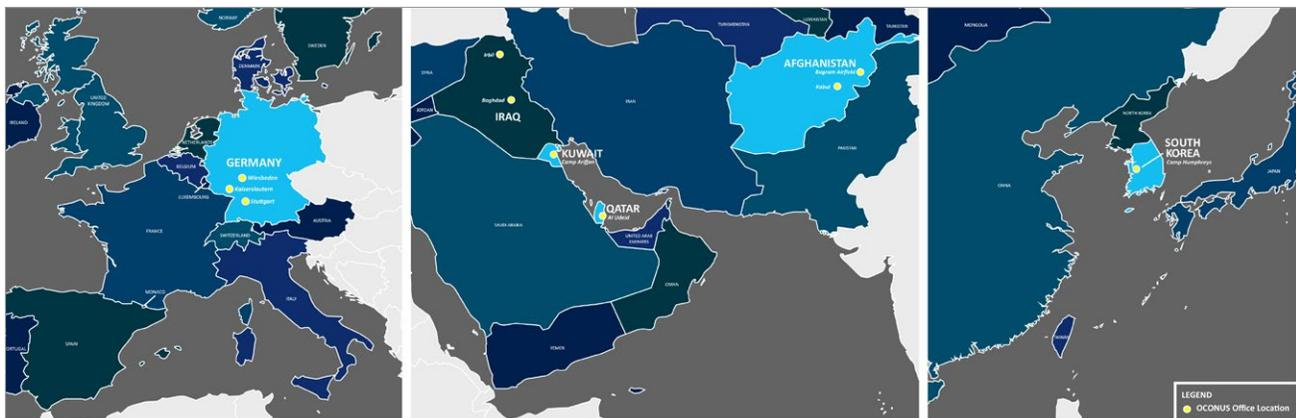 NORWAY
SWEDEN
DENMARK
UNITED
KINGDOM
IRELAND
NETHERLANDS
BELGIUM
GERMANY
Wiesbaden
Kaiserslautern
Stuttgart
LUXEMBOURG
FRANCE
AUSTRIA
SWITZERLAND
MONACO
ITALY
SPAIN
PORTUGAL
SYRIA
JORDAN
Irbil
Baghdad
IRAQ
IRAN
TURKMENISTAN
TAJIKISTAN
AFGHANISTAN
Bagram Airfield
Kabul
PAKISTAN
KUWAIT
Camp Arifjan
QATAR
Al Udeid
SAUDI ARABIA
UNITED ARAB
EMIRATES
OMAN
YEMEN
MONGOLIA
CHINA
NORTH KOREA
SOUTH
KOREA
Camp Humphreys
JAPAN
TAIWAN
LEGEND
OCONUS Office Location